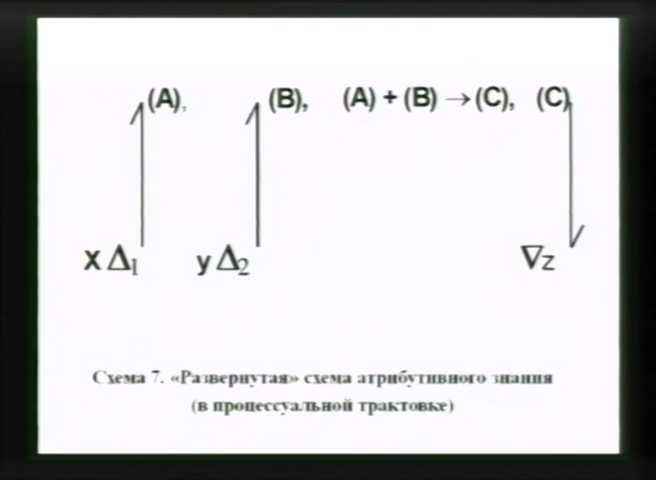 (A), (B), (A) + (B) → (C), (C)
x Δ1 y Δ2 ∇z
Схема 7. «Развернутая» схема атрибутивного знания
(в процессуальной трактовке)